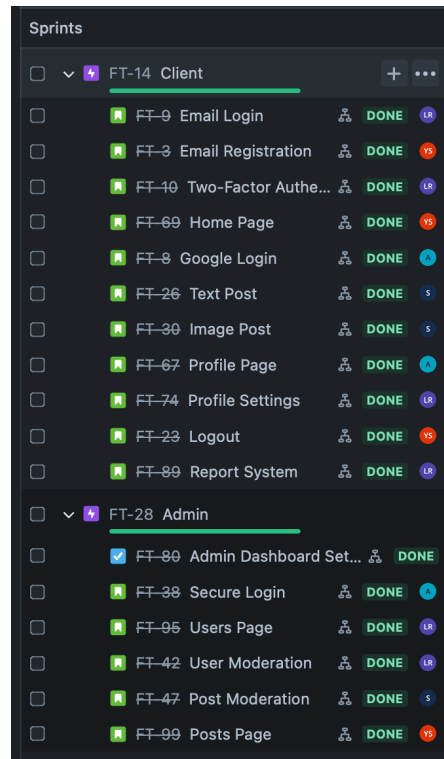 Sprints
FT-14 Client
FT-9 Email Login DONE LR
FT-3 Email Registration DONE YS
FT-10 Two-Factor Authe... DONE LR
FT-69 Home Page DONE YS
FT-8 Google Login DONE A
FT-26 Text Post DONE S
FT-30 Image Post DONE S
FT-67 Profile Page DONE A
FT-74 Profile Settings DONE LR
FT-23 Logout DONE YS
FT-89 Report System DONE LR
FT-28 Admin
FT-80 Admin Dashboard Set... DONE
FT-38 Secure Login DONE A
FT-95 Users Page DONE LR
FT-42 User Moderation DONE LR
FT-47 Post Moderation DONE S
FT-99 Posts Page DONE YS